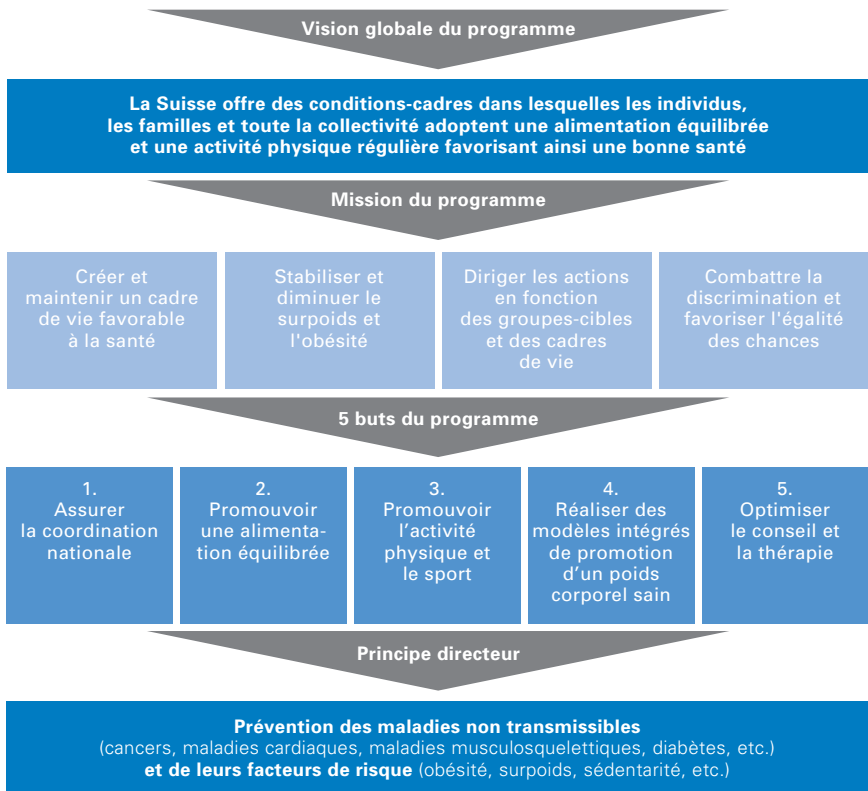 Vision globale du programme
La Suisse offre des conditions-cadres dans lesquelles les individus,
les familles et toute la collectivité adoptent une alimentation équilibrée
et une activité physique régulière favorisant ainsi une bonne santé
Mission du programme
Créer et
maintenir un cadre
de vie favorable
à la santé
Stabiliser et
diminuer le
surpoids et
l'obésité
Diriger les actions
en fonction
des groupes-cibles
et des cadres
de vie
Combattre la
discrimination et
favoriser l'égalité
des chances
5 buts du programme
1.
Assurer
la coordination
nationale
2.
Promouvoir
une alimenta-
tion équilibrée
3.
Promouvoir
l’activité
physique et
le sport
4.
Réaliser des
modèles intégrés
de promotion
d’un poids
corporel sain
5.
Optimiser
le conseil et
la thérapie
Principe directeur
Prévention des maladies non transmissibles
(cancers, maladies cardiaques, maladies musculosquelettiques, diabètes, etc.)
et de leurs facteurs de risque (obésité, surpoids, sédentarité, etc.)